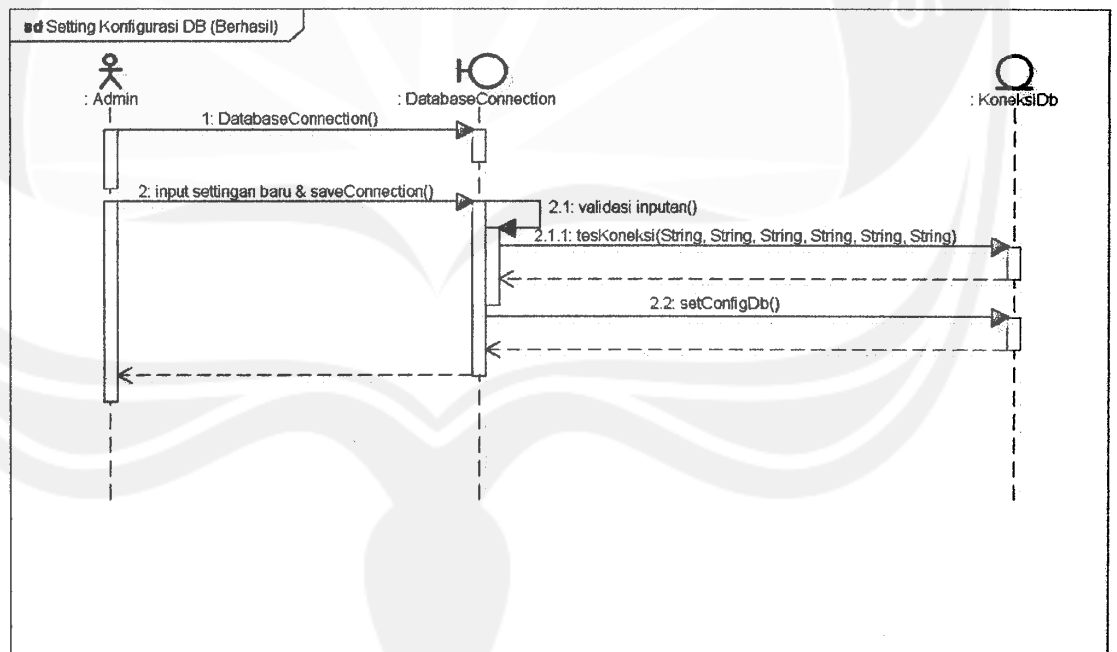 sd Setting Konfigurasi DB (Berhasil)
: Admin
: DatabaseConnection
: KoneksiDb
1: DatabaseConnection()
2: input settingan baru & saveConnection()
2.1: validasi inputan()
2.1.1: tesKoneksi(String, String, String, String, String, String)
2.2: setConfigDb()